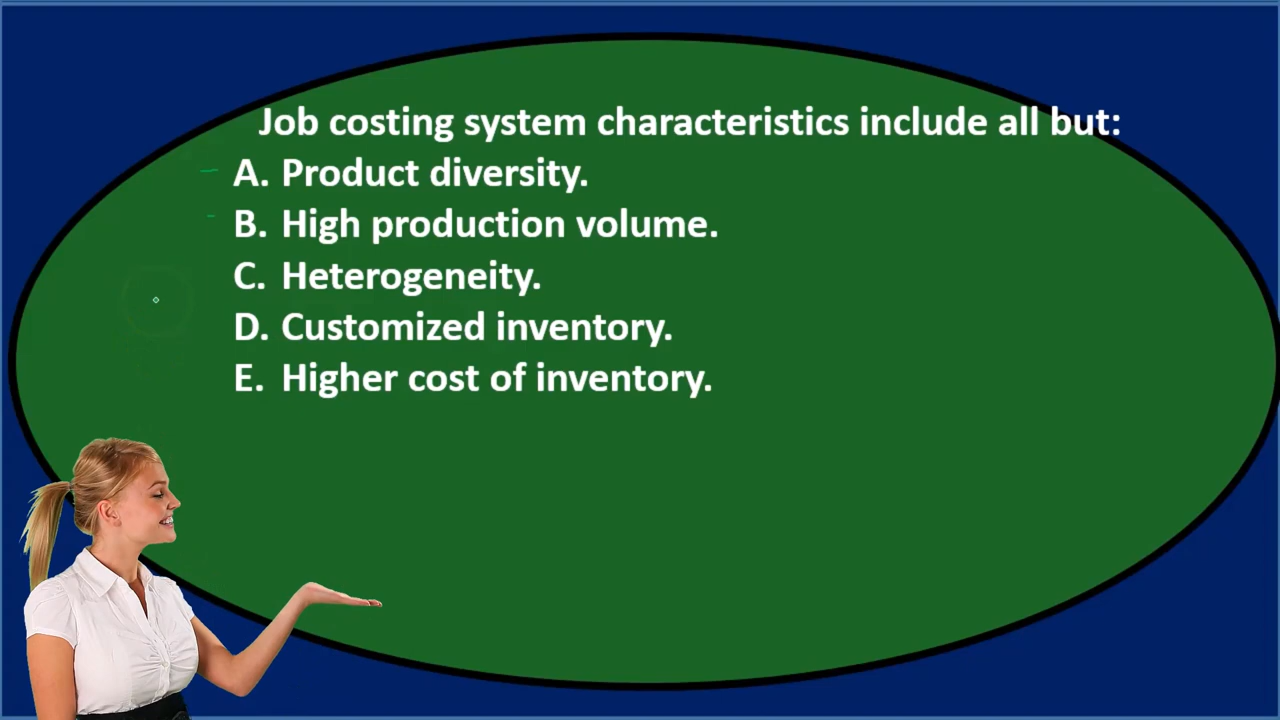 Job costing system characteristics include all but:
A. Product diversity.
B. High production volume.
C. Heterogeneity.
D. Customized inventory.
E. Higher cost of inventory.